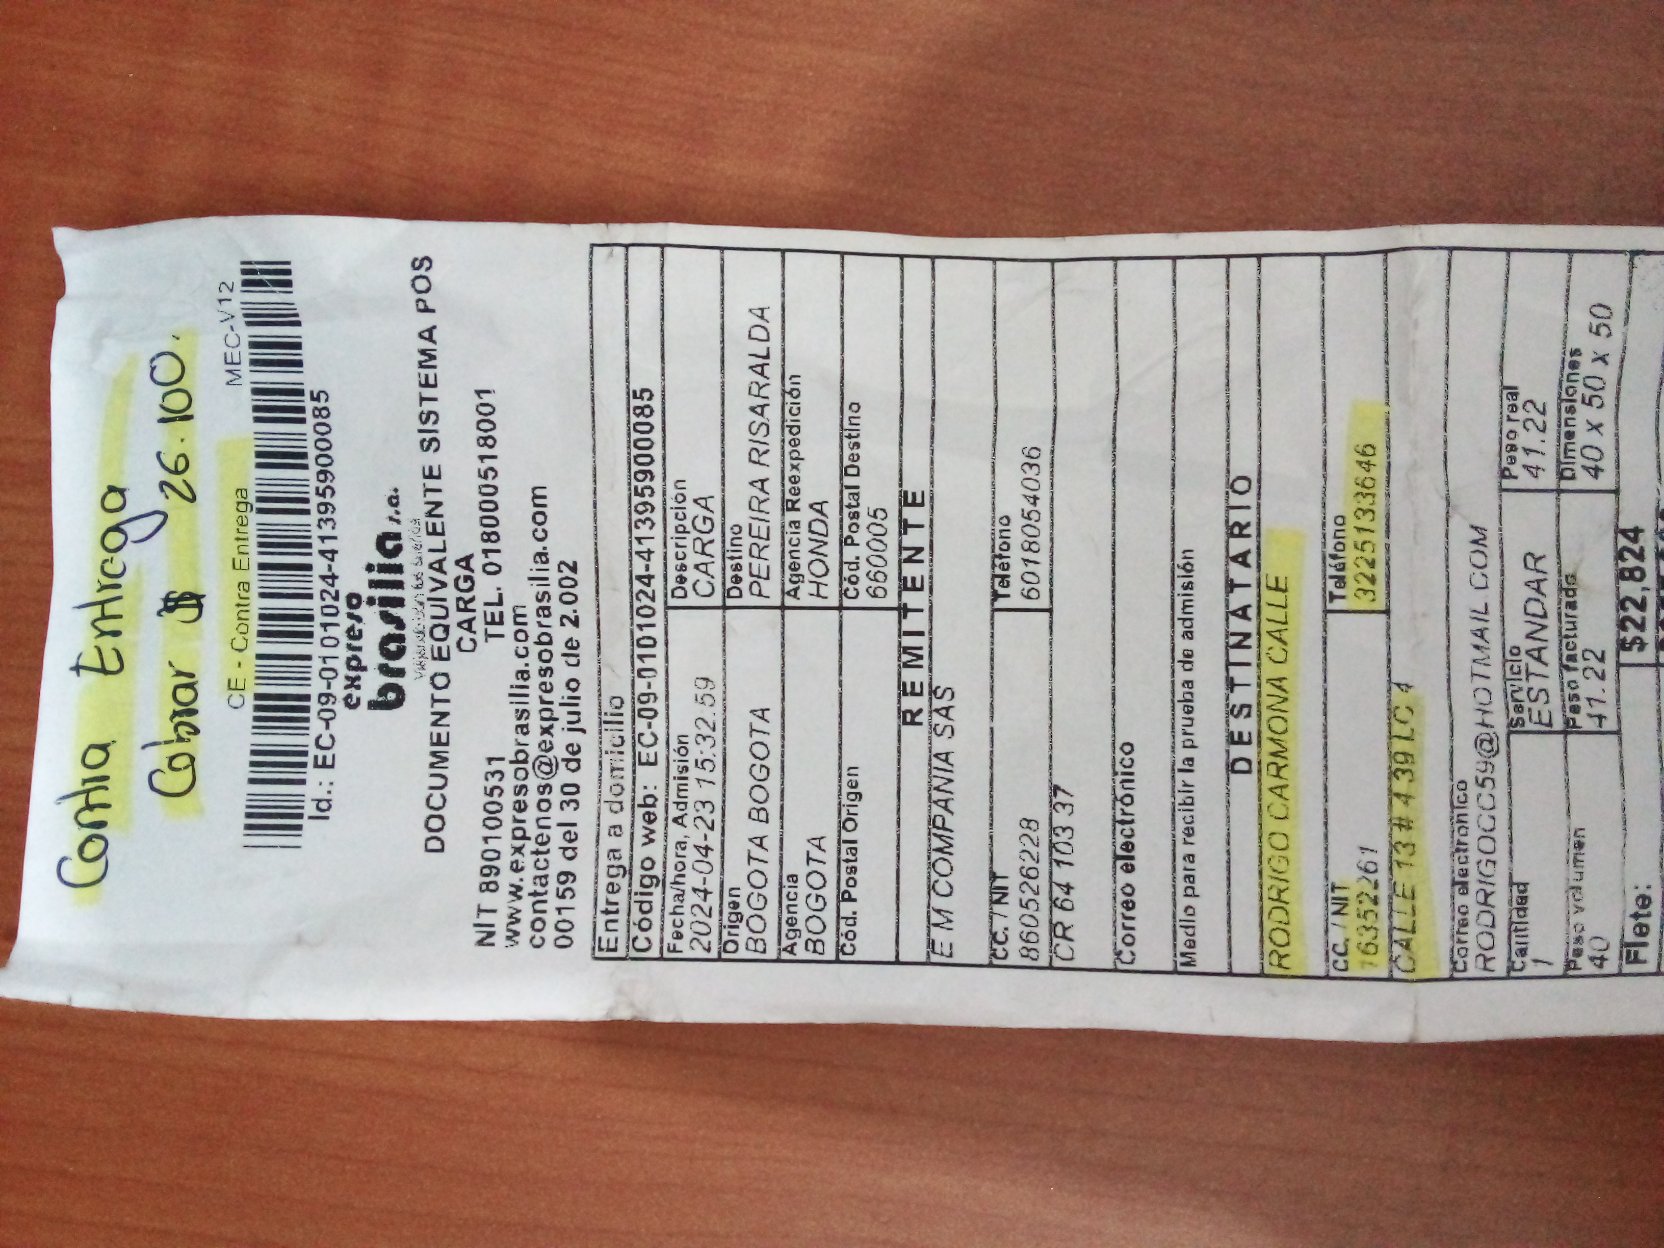 Contra Entrega
Cobrar $ 26.100.
CE - Contra Entrega MEC-V12
Id.: EC-09-0101024-41395900085
expreso
brasilia s.a.
DOCUMENTO EQUIVALENTE SISTEMA POS
CARGA
NIT 890100531 TEL. 018000518001
www.expresobrasilia.com
contactenos@expresobrasilia.com
00159 del 30 de julio de 2.002
Entrega a domicilio
Código web: EC-09-0101024-41395900085
Fecha/hora, Admisión Descripción
2024-04-23 15:32:59 CARGA
Origen Destino
BOGOTA BOGOTA PEREIRA RISARALDA
Agencia Agencia Reexpedición
BOGOTA HONDA
Cód. Postal Origen Cód. Postal Destino
660005
REMITENTE
E M COMPANIA SAS
CC. / NIT Teléfono
860526228 6018054036
CR 64 103 37
Correo electrónico
Medio para recibir la prueba de admisión
DESTINATARIO
RODRIGO CARMONA CALLE
CC. / NIT Teléfono
16352261 3225133646
CALLE 13 # 4 39 LC 4
Correo electronico
RODRIGOCC59@HOTMAIL.COM
Cantidad Servicio Peso real
1 ESTANDAR 41.22
Peso volumen Peso facturado Dimensiones
40 41.22 40 x 50 x 50
Flete: $22,824